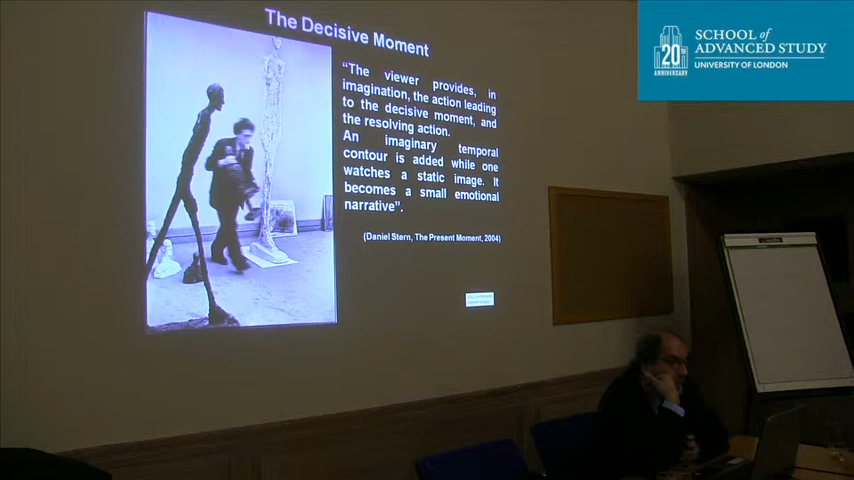 The Decisive Moment
“The viewer provides, in
imagination, the action leading
to the decisive moment, and
the resolving action.
An imaginary temporal
contour is added while one
watches a static image. It
becomes a small emotional
narrative”.
(Daniel Stern, The Present Moment, 2004)
SCHOOL of
ADVANCED STUDY
UNIVERSITY OF LONDON
20th
ANNIVERSARY